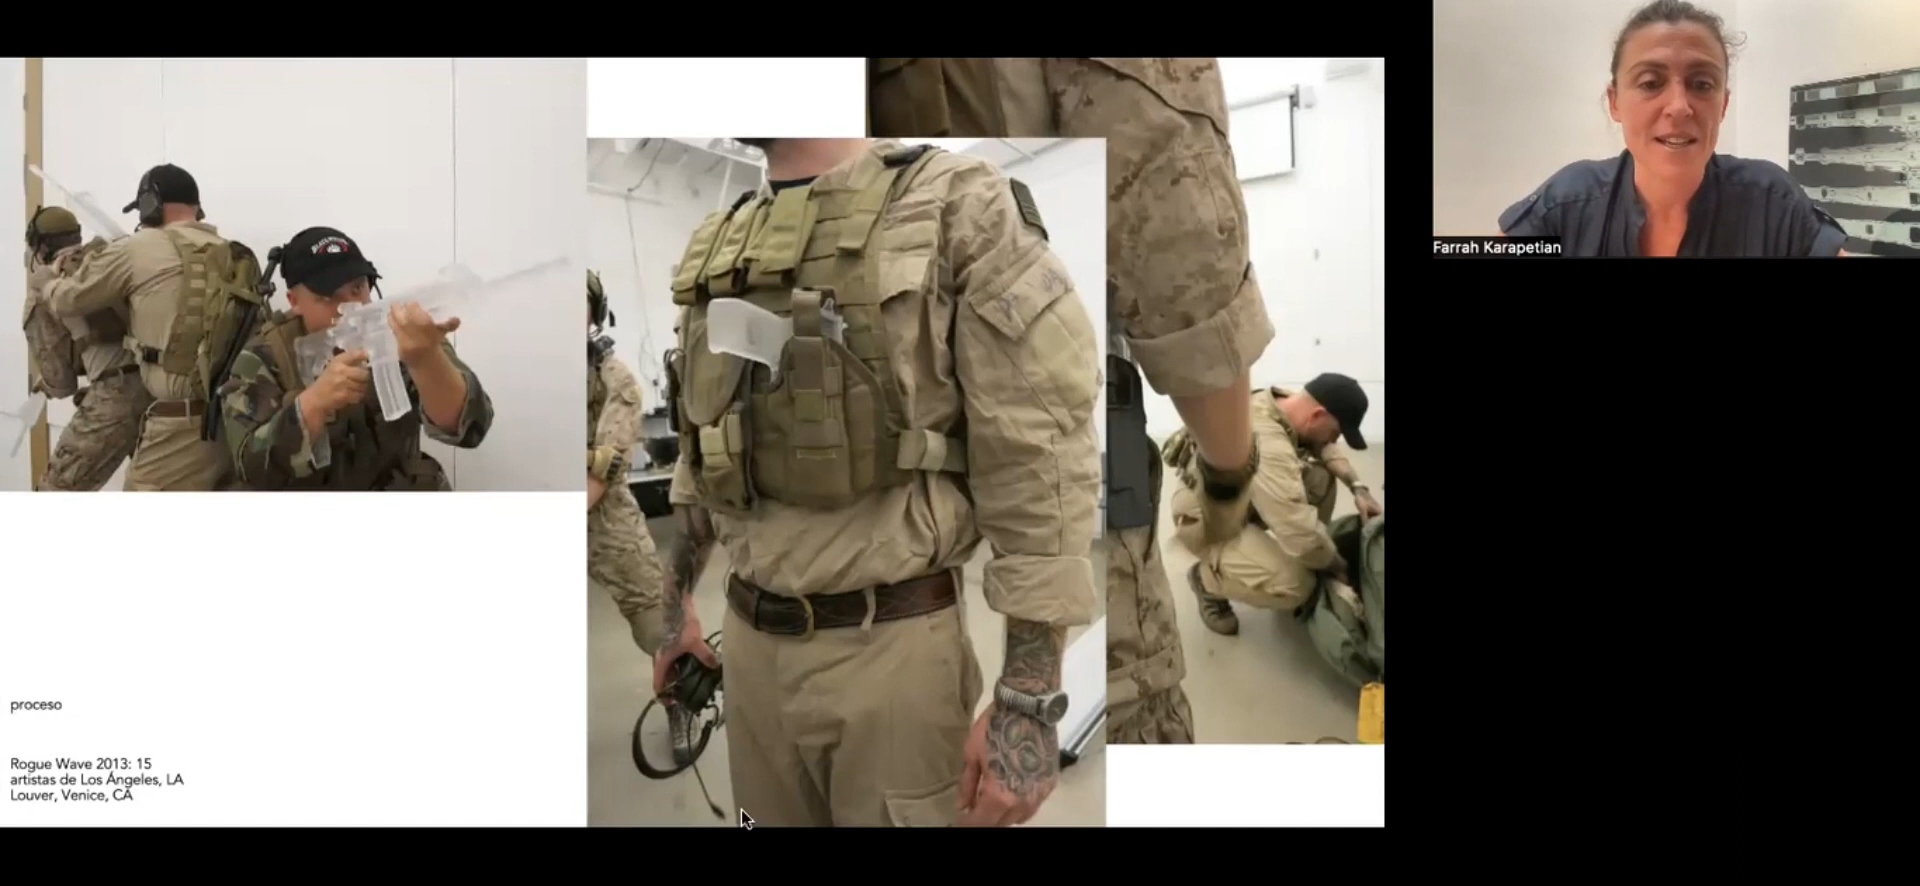 proceso
Rogue Wave 2013: 15
artistas de Los Ángeles, LA
Louver, Venice, CA
Farrah Karapetian